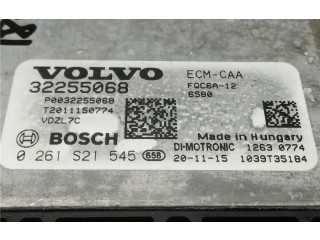 VOLVO
ECM-CAA
32255068
FQC6A-12
6580
P0032255068
T2011150774
VDZL7C
Made in Hungary
BOSCH
DI-MOTRONIC 1263 0774
0 261 S21 545 658
20-11-15 1039T35184